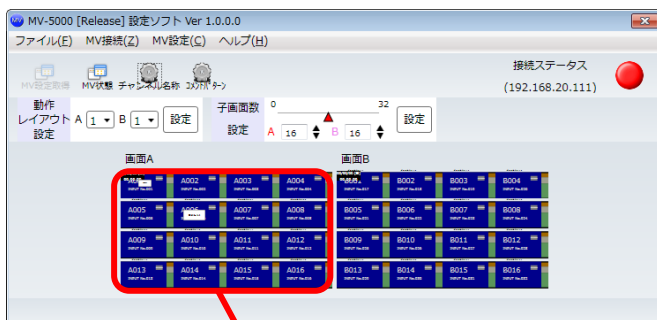 MV-5000 [Release] 設定ソフト Ver 1.0.0.0
ファイル(F) MV接続(Z) MV設定(C) ヘルプ(H)
MV設定取得 MV状態 チャンネル名称 コメントパターン
接続ステータス
(192.168.20.111)
動作
レイアウト
設定
A 1 B 1 設定
子画面数
設定
0 32
A 16 B 16 設定
画面A 画面B
A002 A003 A004 B002 B003 B004
A005 A007 A008 B005 B006 B007 B008
A009 A010 A011 A012 B009 B010 B011 B012
A013 A014 A015 A016 B013 B014 B015 B016